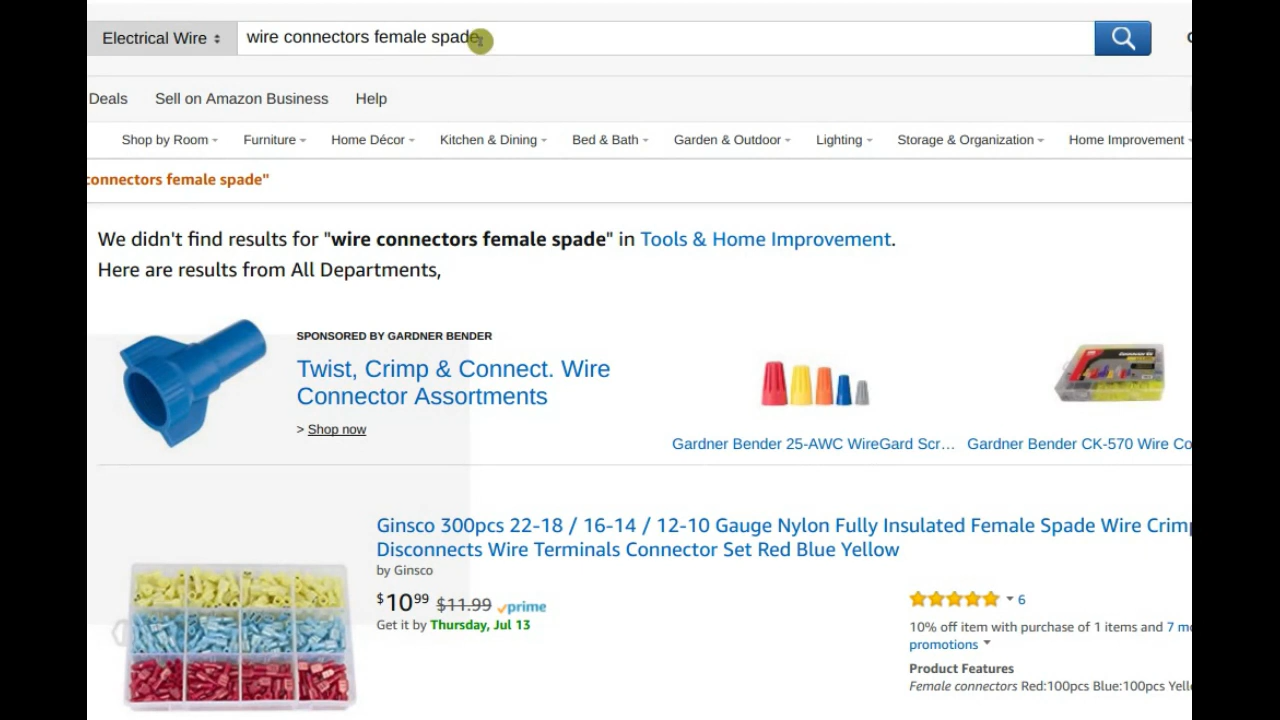 Electrical Wire
wire connectors female spade
Deals
Sell on Amazon Business
Help
Shop by Room
Furniture
Home Décor
Kitchen & Dining
Bed & Bath
Garden & Outdoor
Lighting
Storage & Organization
Home Improvement
connectors female spade"
We didn't find results for "wire connectors female spade" in Tools & Home Improvement.
Here are results from All Departments,
SPONSORED BY GARDNER BENDER
Twist, Crimp & Connect. Wire
Connector Assortments
> Shop now
Gardner Bender 25-AWC WireGard Scr...
Gardner Bender CK-570 Wire Co
Ginsco 300pcs 22-18 / 16-14 / 12-10 Gauge Nylon Fully Insulated Female Spade Wire Crimp
Disconnects Wire Terminals Connector Set Red Blue Yellow
by Ginsco
$10 99 $11.99 prime
Get it by Thursday, Jul 13
6
10% off item with purchase of 1 items and 7 mo
promotions
Product Features
Female connectors Red:100pcs Blue:100pcs Yell